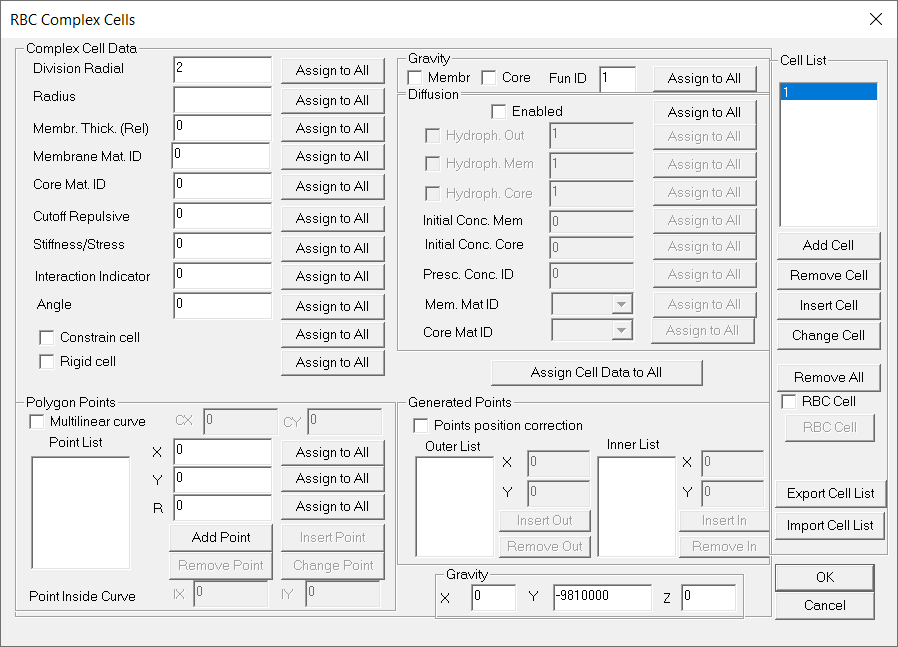 RBC Complex Cells
Complex Cell Data
Division Radial 2 Assign to All
Radius Assign to All
Membr. Thick. (Rel) 0 Assign to All
Membrane Mat. ID 0 Assign to All
Core Mat. ID 0 Assign to All
Cutoff Repulsive 0 Assign to All
Stiffness/Stress 0 Assign to All
Interaction Indicator 0 Assign to All
Angle 0 Assign to All
Constrain cell Assign to All
Rigid cell Assign to All
Gravity
Membr Core Fun ID 1 Assign to All
Diffusion
Enabled Assign to All
Hydroph. Out 1 Assign to All
Hydroph. Mem 1 Assign to All
Hydroph. Core 1 Assign to All
Initial Conc. Mem 0 Assign to All
Initial Conc. Core 0 Assign to All
Presc. Conc. ID 0 Assign to All
Mem. Mat ID Assign to All
Core Mat ID Assign to All
Assign Cell Data to All
Cell List
1
Add Cell
Remove Cell
Insert Cell
Change Cell
Remove All
RBC Cell
RBC Cell
Export Cell List
Import Cell List
Polygon Points
Multilinear curve CX 0 CY 0
Point List
X 0 Assign to All
Y 0 Assign to All
R 0 Assign to All
Add Point Insert Point
Remove Point Change Point
Point Inside Curve IX 0 IY 0
Generated Points
Points position correction
Outer List Inner List
X 0 X 0
Y 0 Y 0
Insert Out Insert In
Remove Out Remove In
Gravity
X 0 Y -9810000 Z 0
OK
Cancel